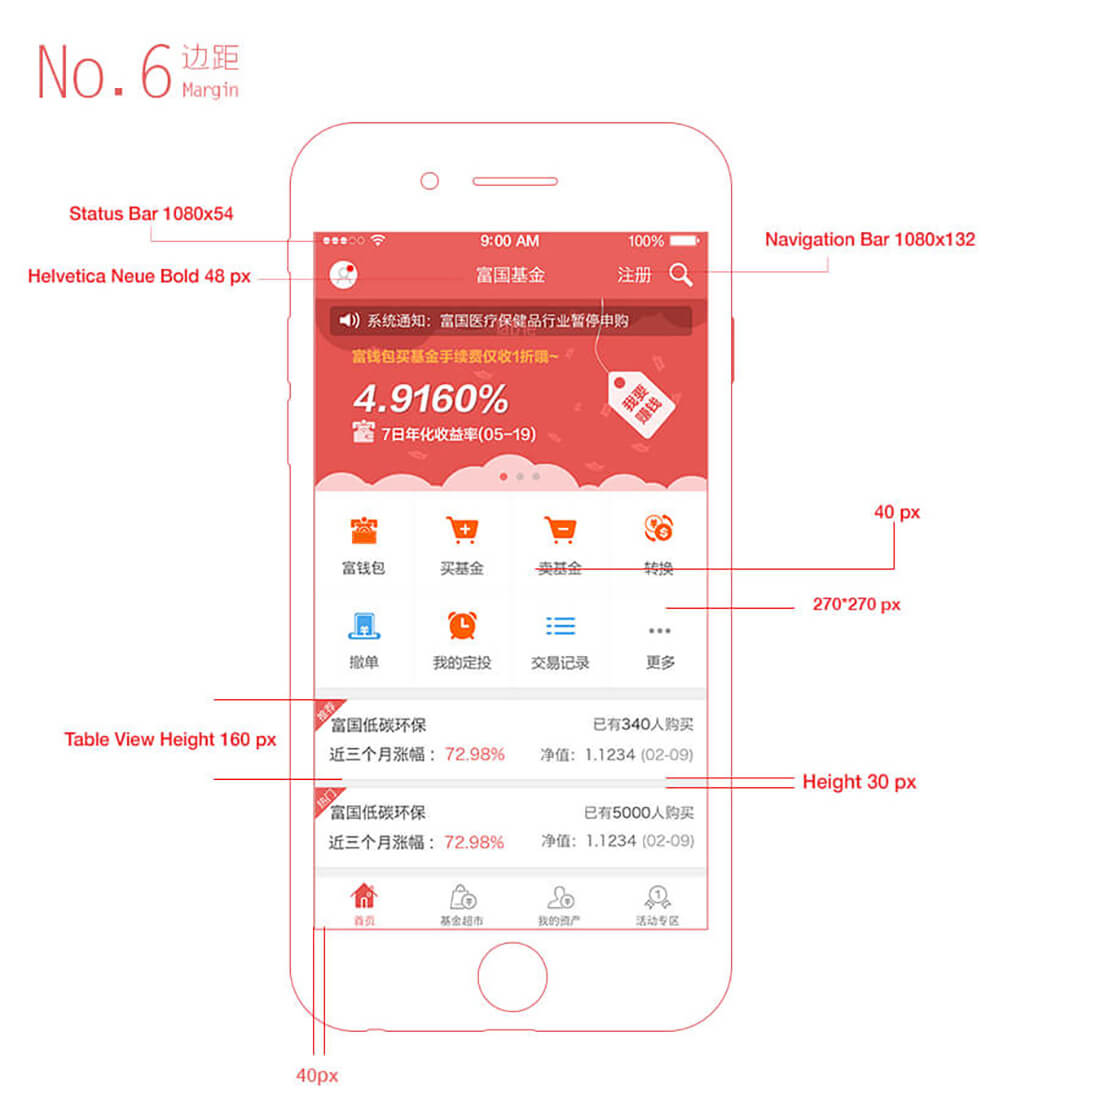 No.6 边距
Margin
Status Bar 1080x54
9:00 AM
100%
Navigation Bar 1080x132
Helvetica Neue Bold 48 px
富国基金
注册
系统通知：富国医疗保健品行业暂停申购
富钱包买基金手续费仅收1折哦~
4.9160%
我要
赚钱
7日年化收益率(05-19)
40 px
富钱包
买基金
卖基金
转换
270*270 px
撤单
我的定投
交易记录
更多
推荐
富国低碳环保
已有340人购买
Table View Height 160 px
近三个月涨幅： 72.98%
净值：1.1234 (02-09)
Height 30 px
热门
富国低碳环保
已有5000人购买
近三个月涨幅： 72.98%
净值：1.1234 (02-09)
首页
基金超市
我的资产
活动专区
40px